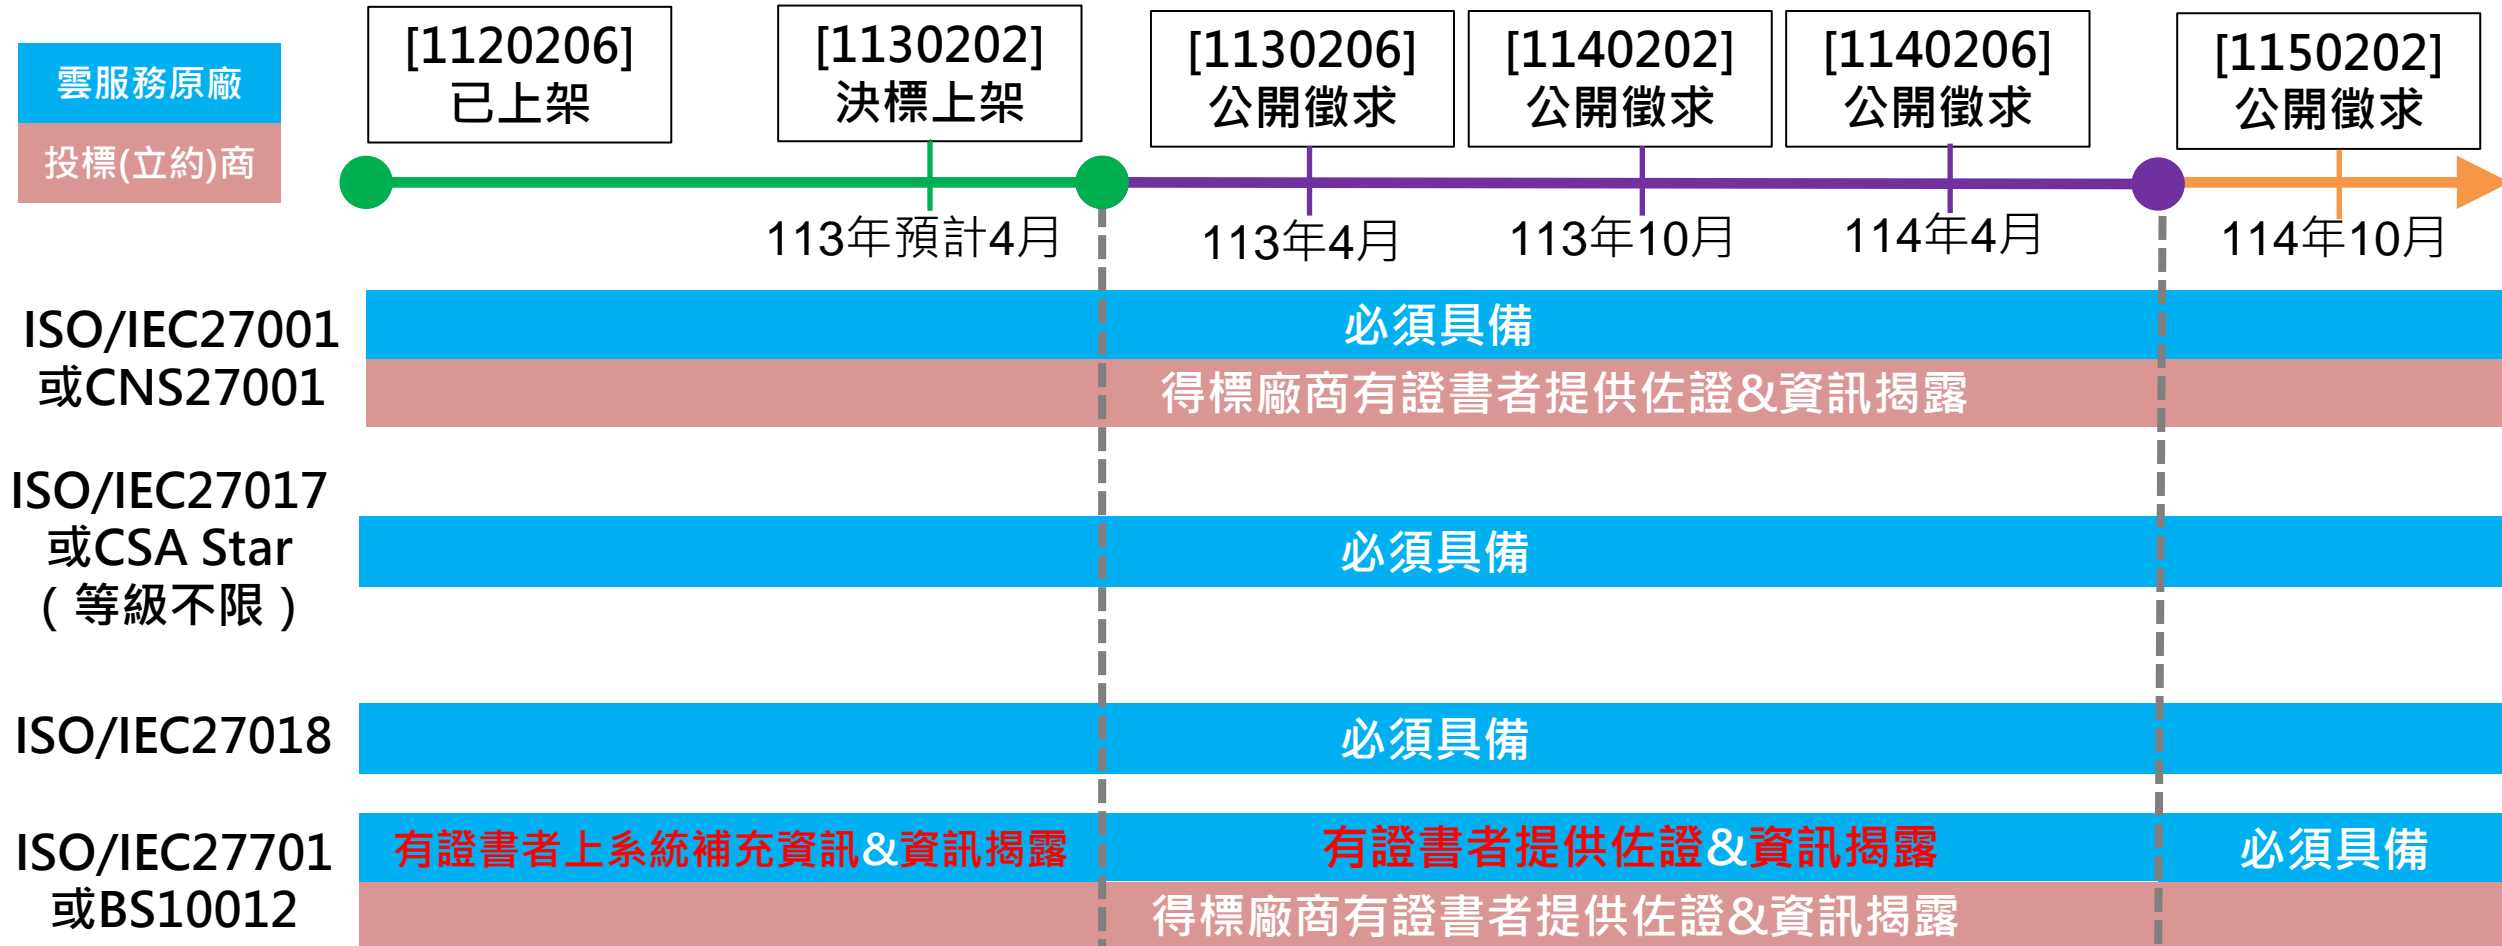 雲服務原廠
投標(立約)商
[1120206]
已上架
[1130202]
決標上架
[1130206]
公開徵求
[1140202]
公開徵求
[1140206]
公開徵求
[1150202]
公開徵求
113年預計4月
113年4月
113年10月
114年4月
114年10月
ISO/IEC27001
或CNS27001
必須具備
得標廠商有證書者提供佐證&資訊揭露
ISO/IEC27017
或CSA Star
(等級不限)
必須具備
ISO/IEC27018
必須具備
ISO/IEC27701
或BS10012
有證書者上系統補充資訊&資訊揭露
有證書者提供佐證&資訊揭露
必須具備
得標廠商有證書者提供佐證&資訊揭露